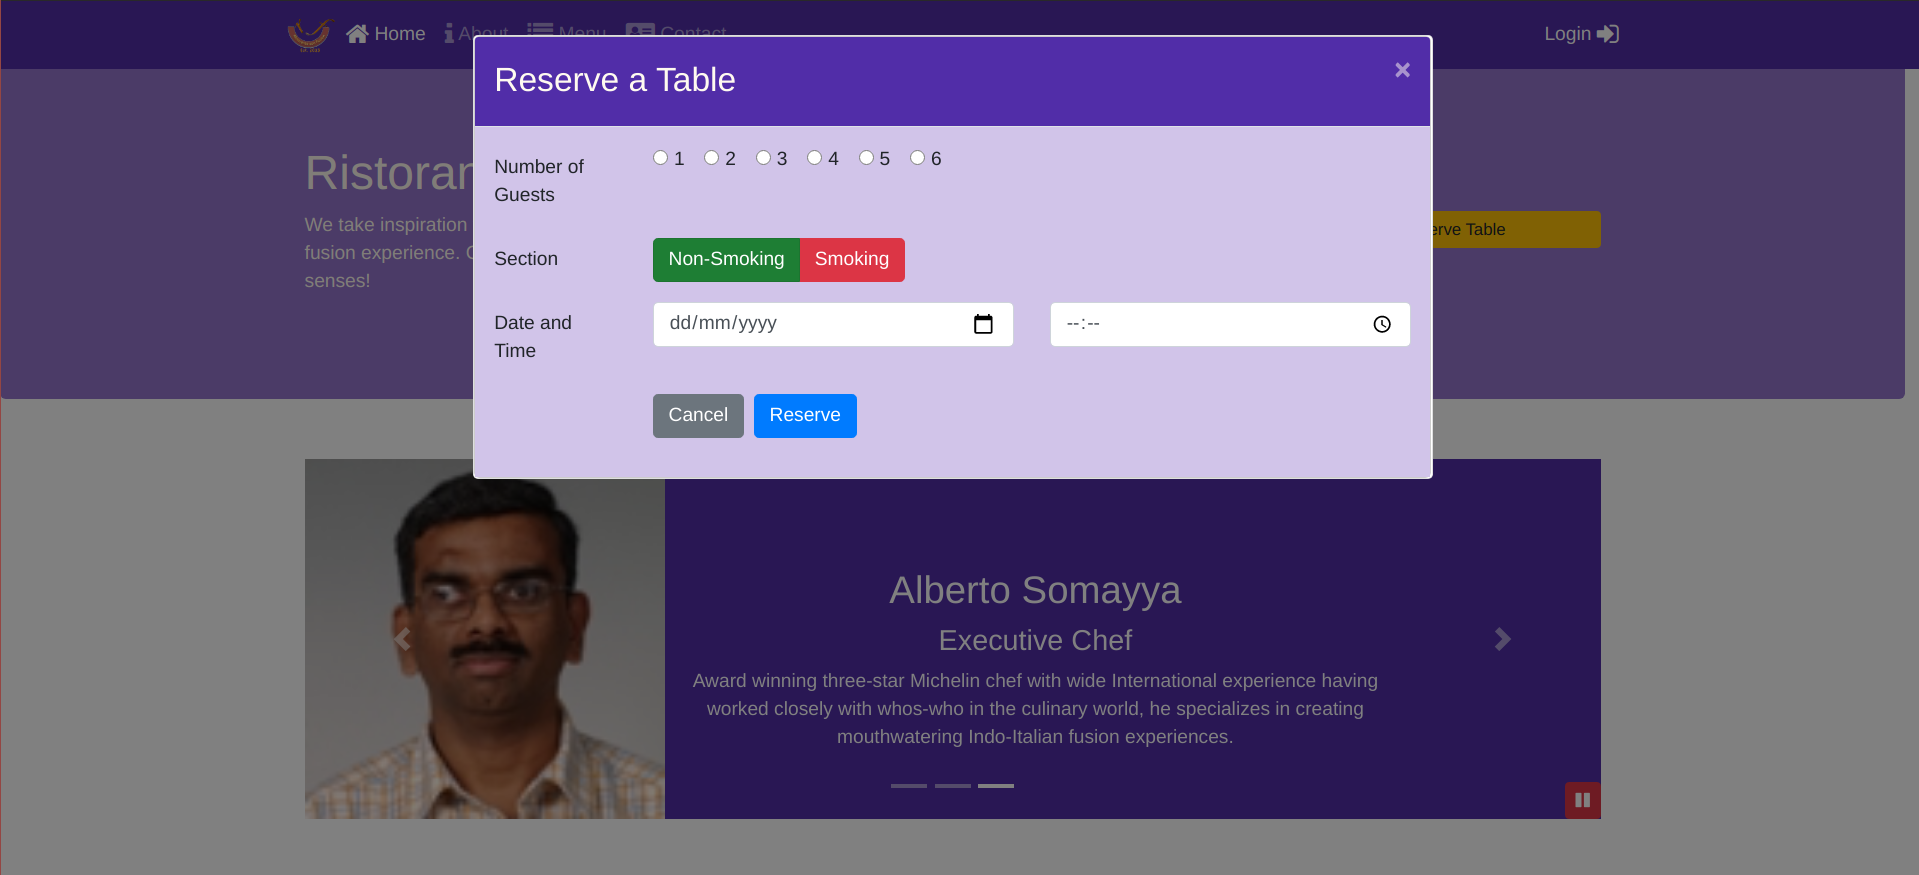 Home About Menu Contact Login
Reserve a Table ×
Ristoran
We take inspiration
fusion experience.
senses!
erve Table
Number of
Guests
1 2 3 4 5 6
Section
Non-Smoking Smoking
Date and
Time
dd/mm/yyyy
--:--
Cancel Reserve
Alberto Somayya
Executive Chef
Award winning three-star Michelin chef with wide International experience having
worked closely with whos-who in the culinary world, he specializes in creating
mouthwatering Indo-Italian fusion experiences.